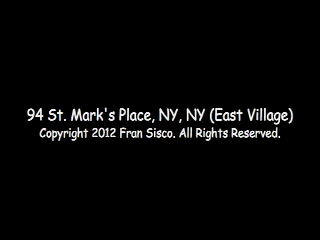 94 St. Mark's Place, NY, NY (East Village)
Copyright 2012 Fran Sisco. All Rights Reserved.